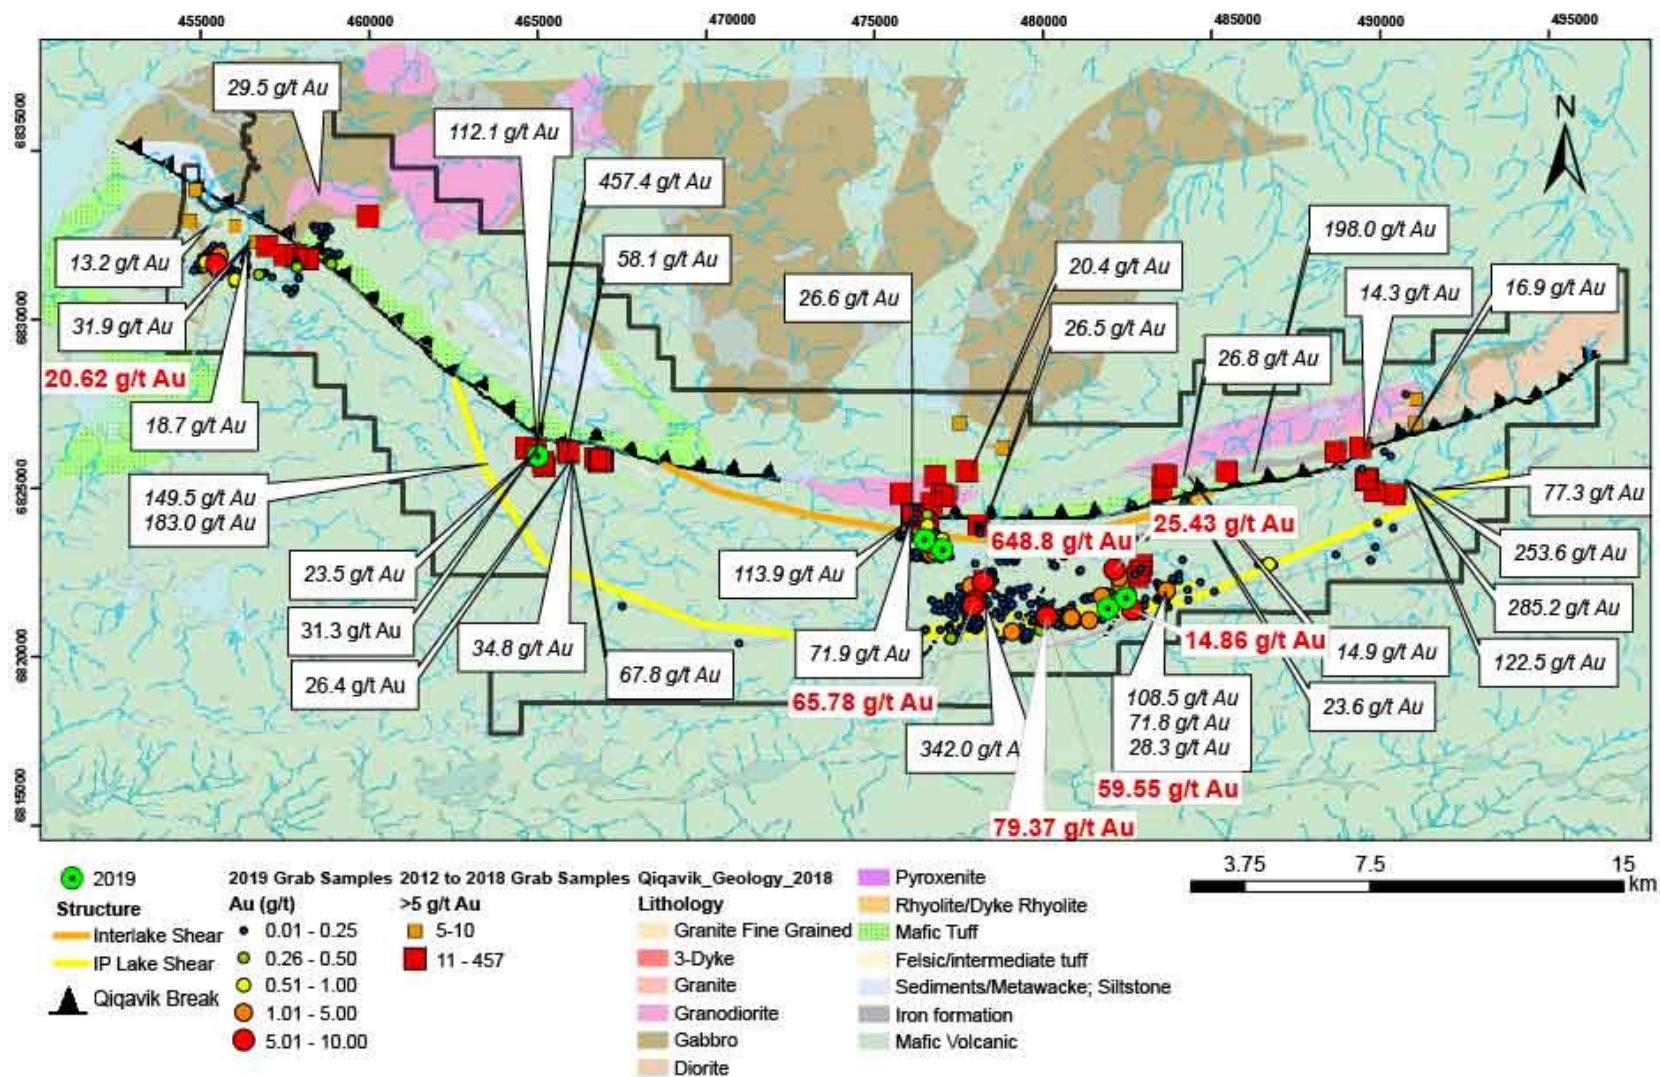 455000 460000 465000 470000 475000 480000 485000 490000 495000
6835000
6830000
6825000
6820000
6815000
N
29.5 g/t Au
112.1 g/t Au
457.4 g/t Au
58.1 g/t Au
13.2 g/t Au
31.9 g/t Au
20.62 g/t Au
18.7 g/t Au
26.6 g/t Au
20.4 g/t Au
26.5 g/t Au
198.0 g/t Au
14.3 g/t Au
16.9 g/t Au
26.8 g/t Au
149.5 g/t Au
183.0 g/t Au
23.5 g/t Au
31.3 g/t Au
26.4 g/t Au
34.8 g/t Au
67.8 g/t Au
113.9 g/t Au
71.9 g/t Au
65.78 g/t Au
648.8 g/t Au
25.43 g/t Au
77.3 g/t Au
253.6 g/t Au
285.2 g/t Au
122.5 g/t Au
14.86 g/t Au
14.9 g/t Au
23.6 g/t Au
342.0 g/t A
108.5 g/t Au
71.8 g/t Au
28.3 g/t Au
59.55 g/t Au
79.37 g/t Au
2019
Structure
Interlake Shear
IP Lake Shear
Qiqavik Break
2019 Grab Samples
Au (g/t)
0.01 - 0.25
0.26 - 0.50
0.51 - 1.00
1.01 - 5.00
5.01 - 10.00
2012 to 2018 Grab Samples
>5 g/t Au
5-10
11 - 457
Qiqavik_Geology_2018
Lithology
Granite Fine Grained
3-Dyke
Granite
Granodiorite
Gabbro
Diorite
Pyroxenite
Rhyolite/Dyke Rhyolite
Mafic Tuff
Felsic/intermediate tuff
Sediments/Metawacke; Siltstone
Iron formation
Mafic Volcanic
3.75 7.5 15
km